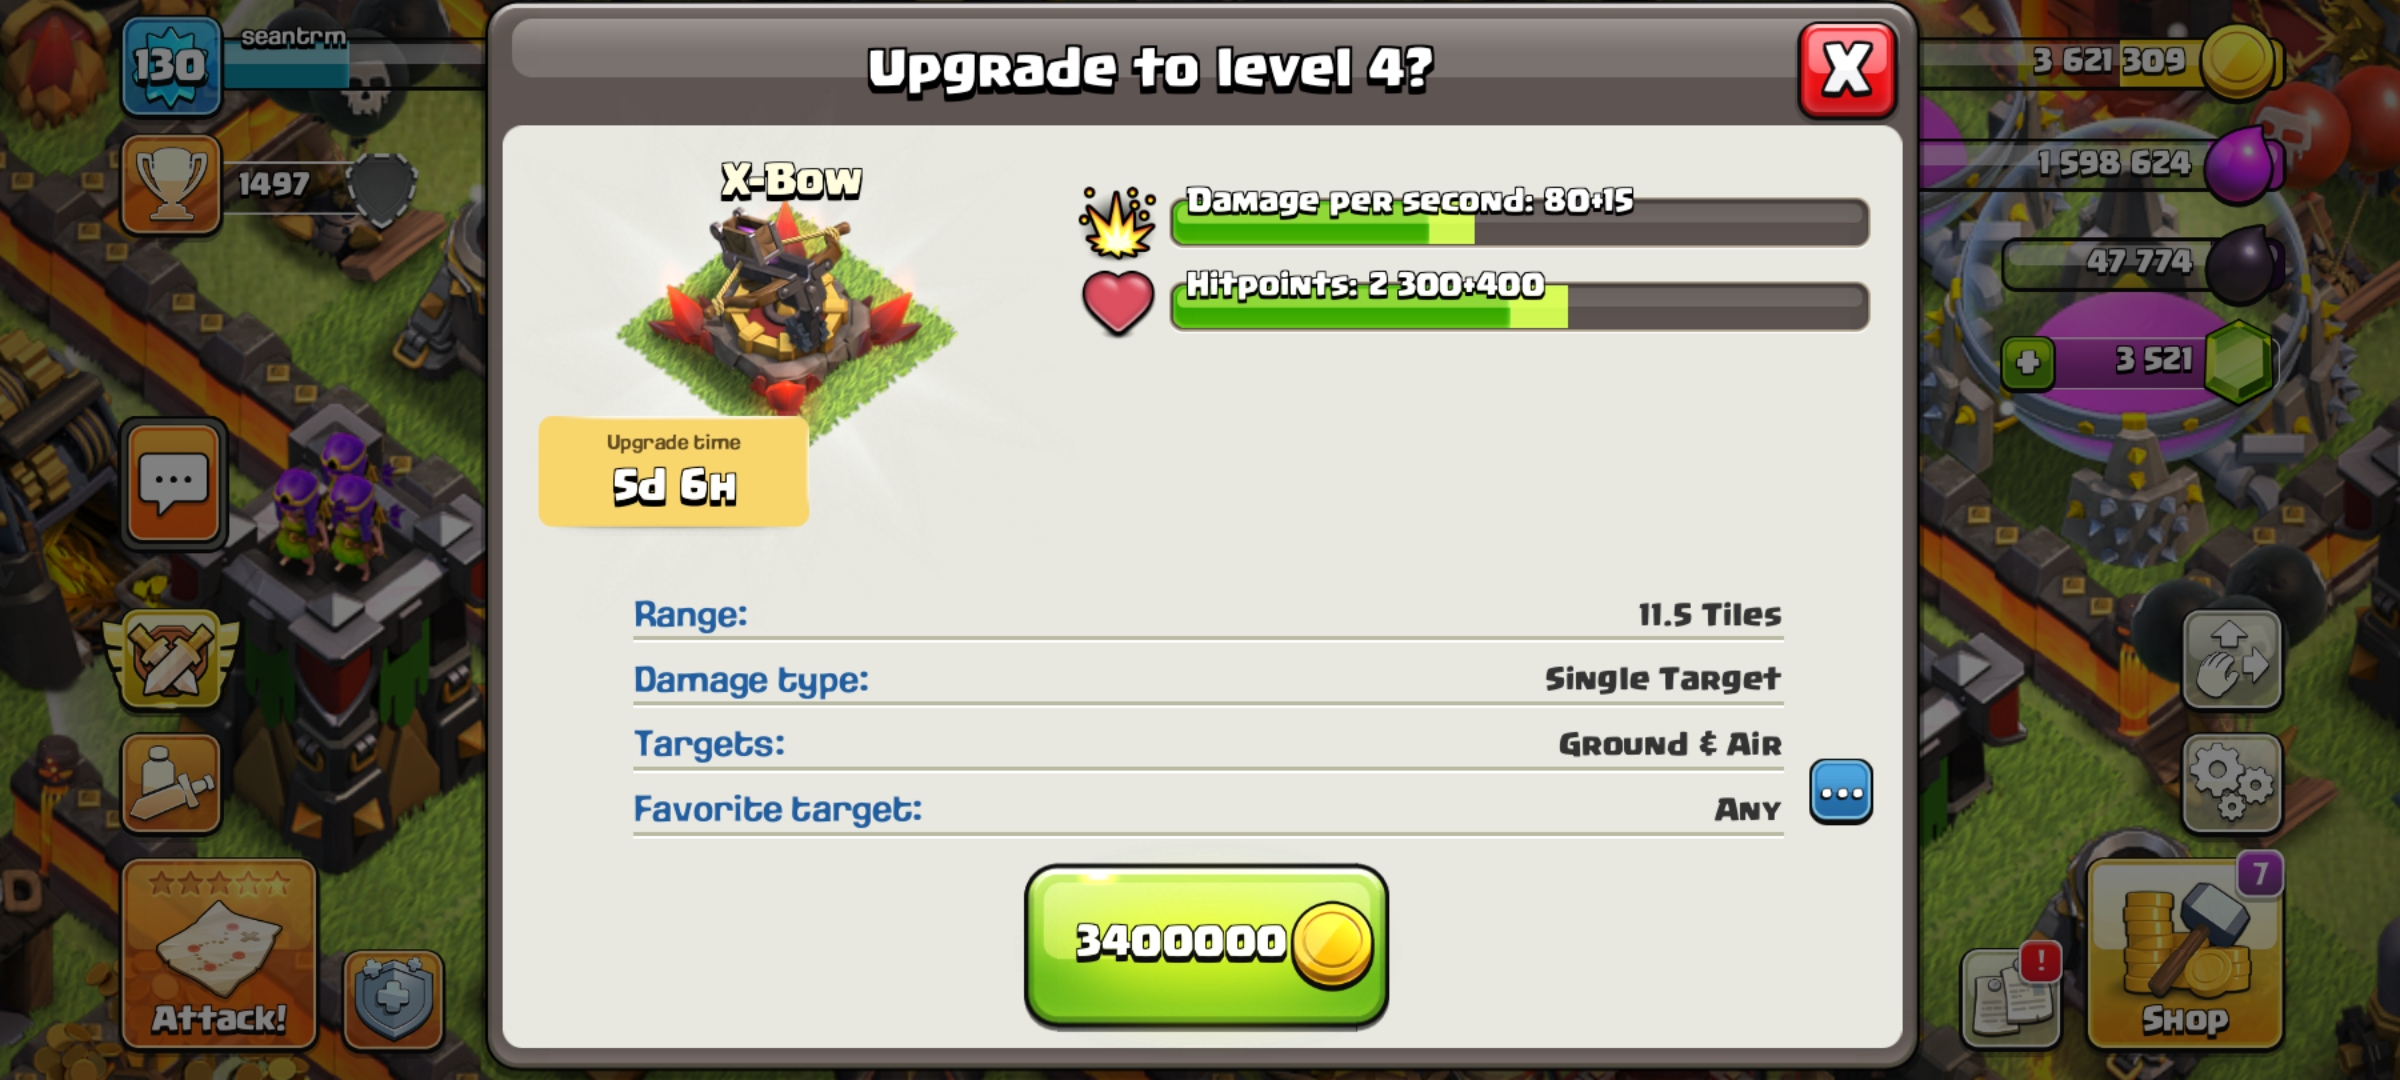 130
seantrm
Upgrade to level 4?
X
3 621 309
1497
X-Bow
Damage per second: 80+15
Hitpoints: 2 300+400
1 598 624
47 774
3 521
Upgrade time
5d 6h
Range:
11.5 Tiles
Damage type:
Single Target
Targets:
Ground & Air
Favorite target:
Any
3400000
Attack!
7
!
Shop